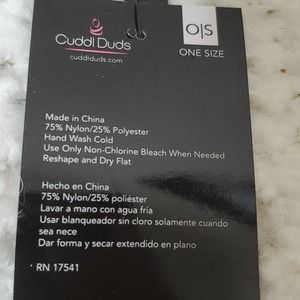 Cuddl Duds
cuddlduds.com
O|S
ONE SIZE
Made in China
75% Nylon/25% Polyester
Hand Wash Cold
Use Only Non-Chlorine Bleach When Needed
Reshape and Dry Flat
Hecho en China
75% Nylon/25% poliéster
Lavar a mano con agua fría
Usar blanqueador sin cloro solamente cuando
sea nece
Dar forma y secar extendido en plano
RN 17541